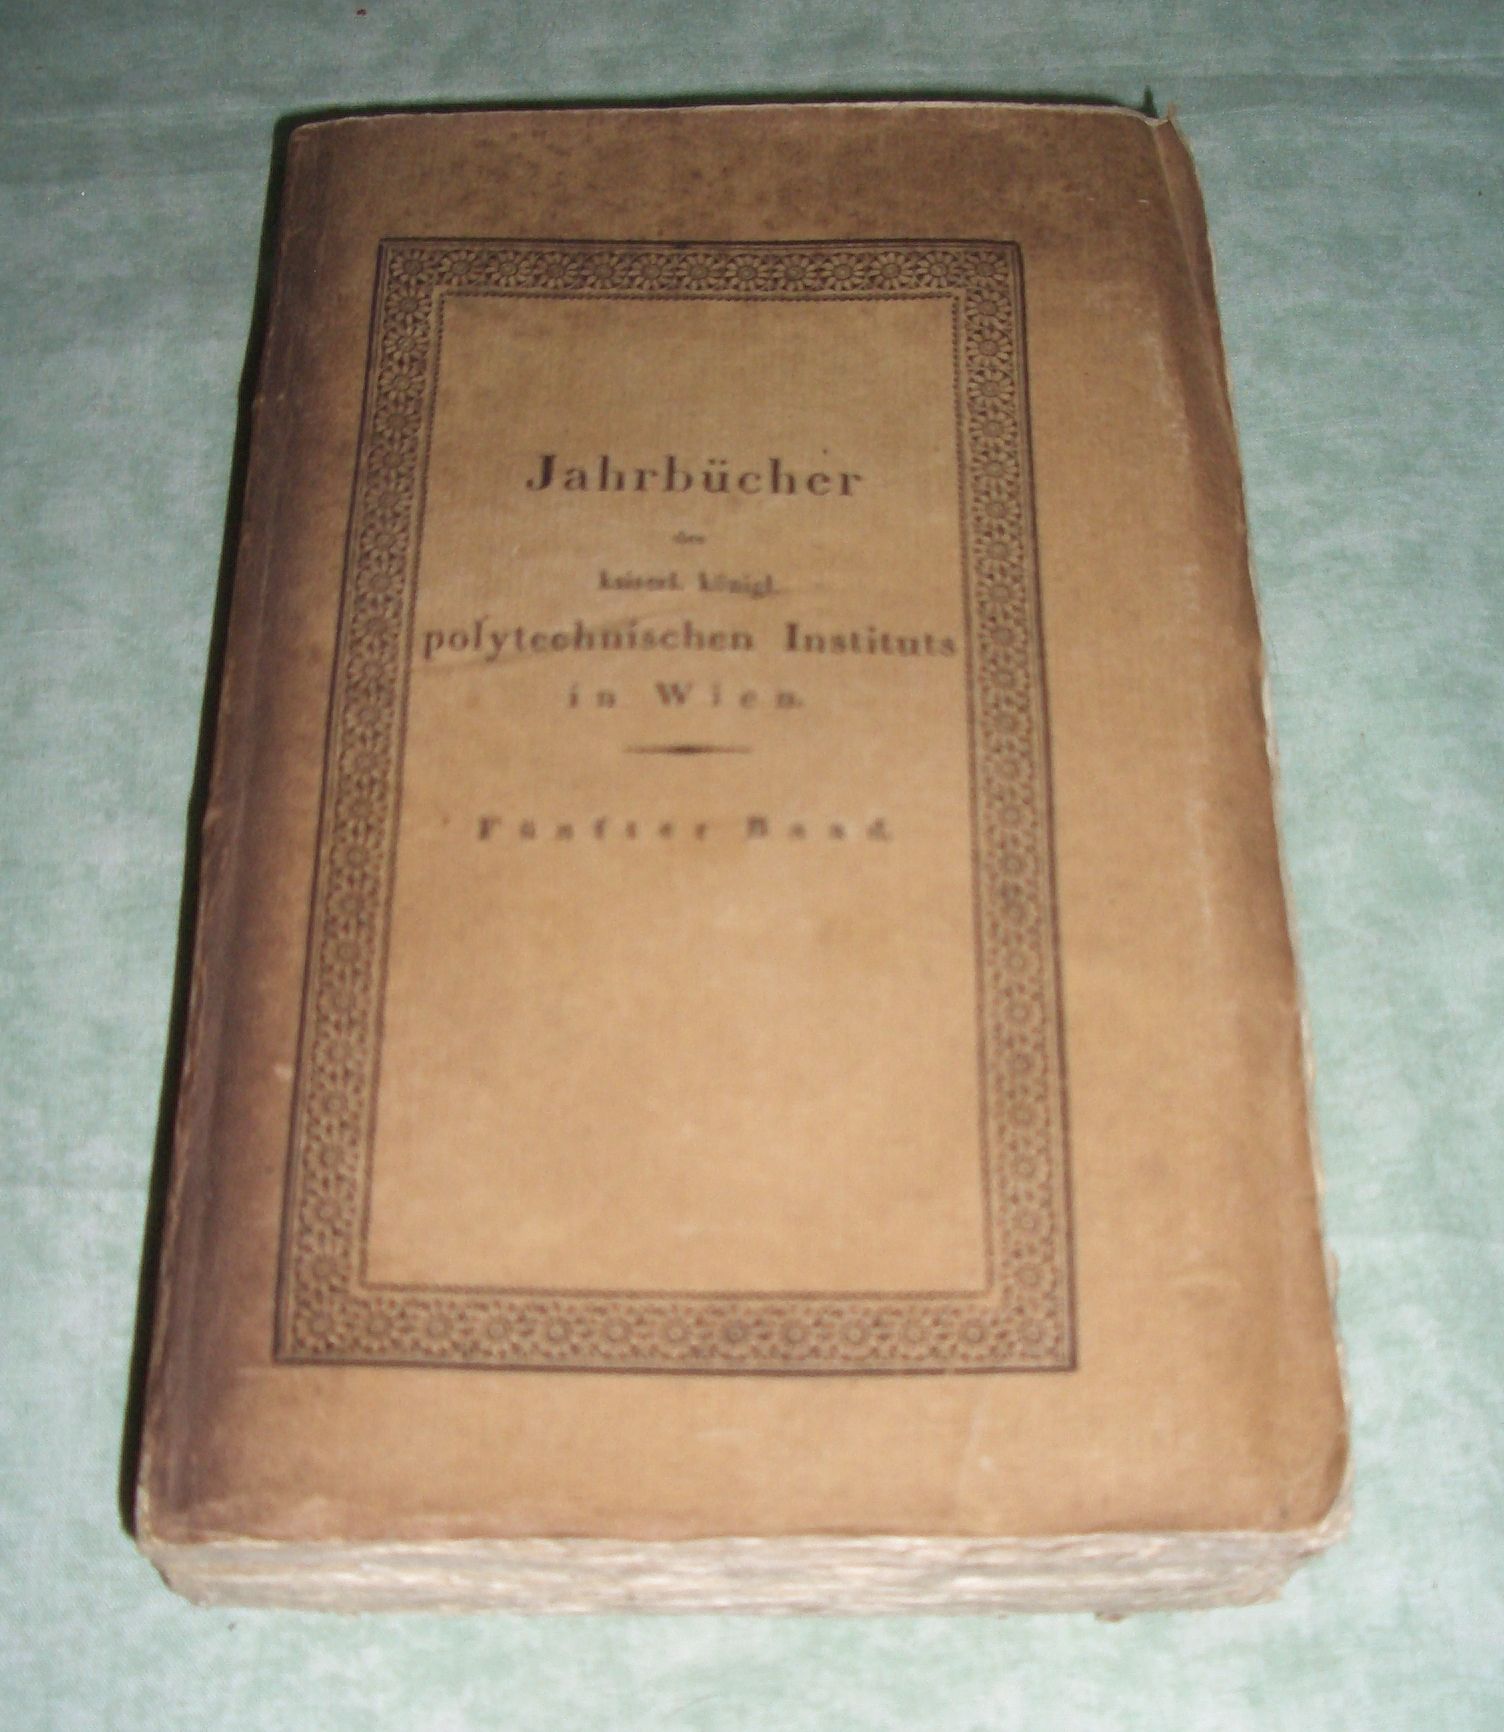 Jahrbücher
des
kaiserl. königl.
polytechnischen Instituts
in Wien.
Fünfter Band.